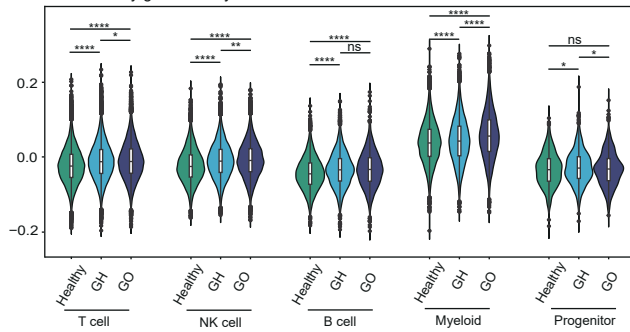 **** **** **** **** ns
**** * **** ** **** ns **** **** * *
0.2
0.0
−0.2
Healthy GH GO Healthy GH GO Healthy GH GO Healthy GH GO Healthy GH GO
T cell NK cell B cell Myeloid Progenitor